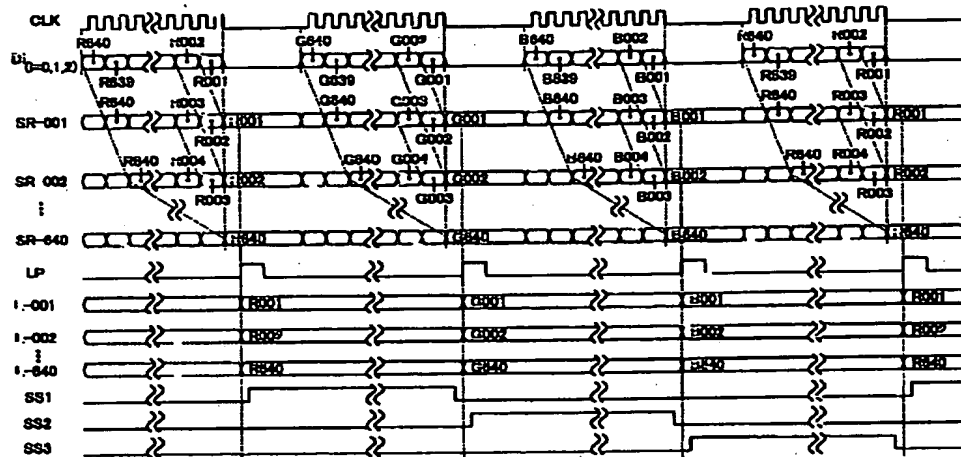 CLK
R640 H002 G640 G002 B640 B002 R640 H002
Di
(i=0,1,2)
R639 R001 G639 G001 B639 B001 R639 R001
R640 H003 G640 G003 B640 B003 R640 R003
SR-001 R001 G001 B001 R001
R002 G002 B002 R002
R640 H004 G640 G004 B640 B004 R640 R004
SR-002 R002 G002 B002 R002
R003 G003 B003 R003
SR-640 R640 G640 B640 R640
LP
L-001 R001 G001 B001 R001
L-002 R002 G002 B002 R002
L-640 R640 G640 B640 R640
SS1
SS2
SS3